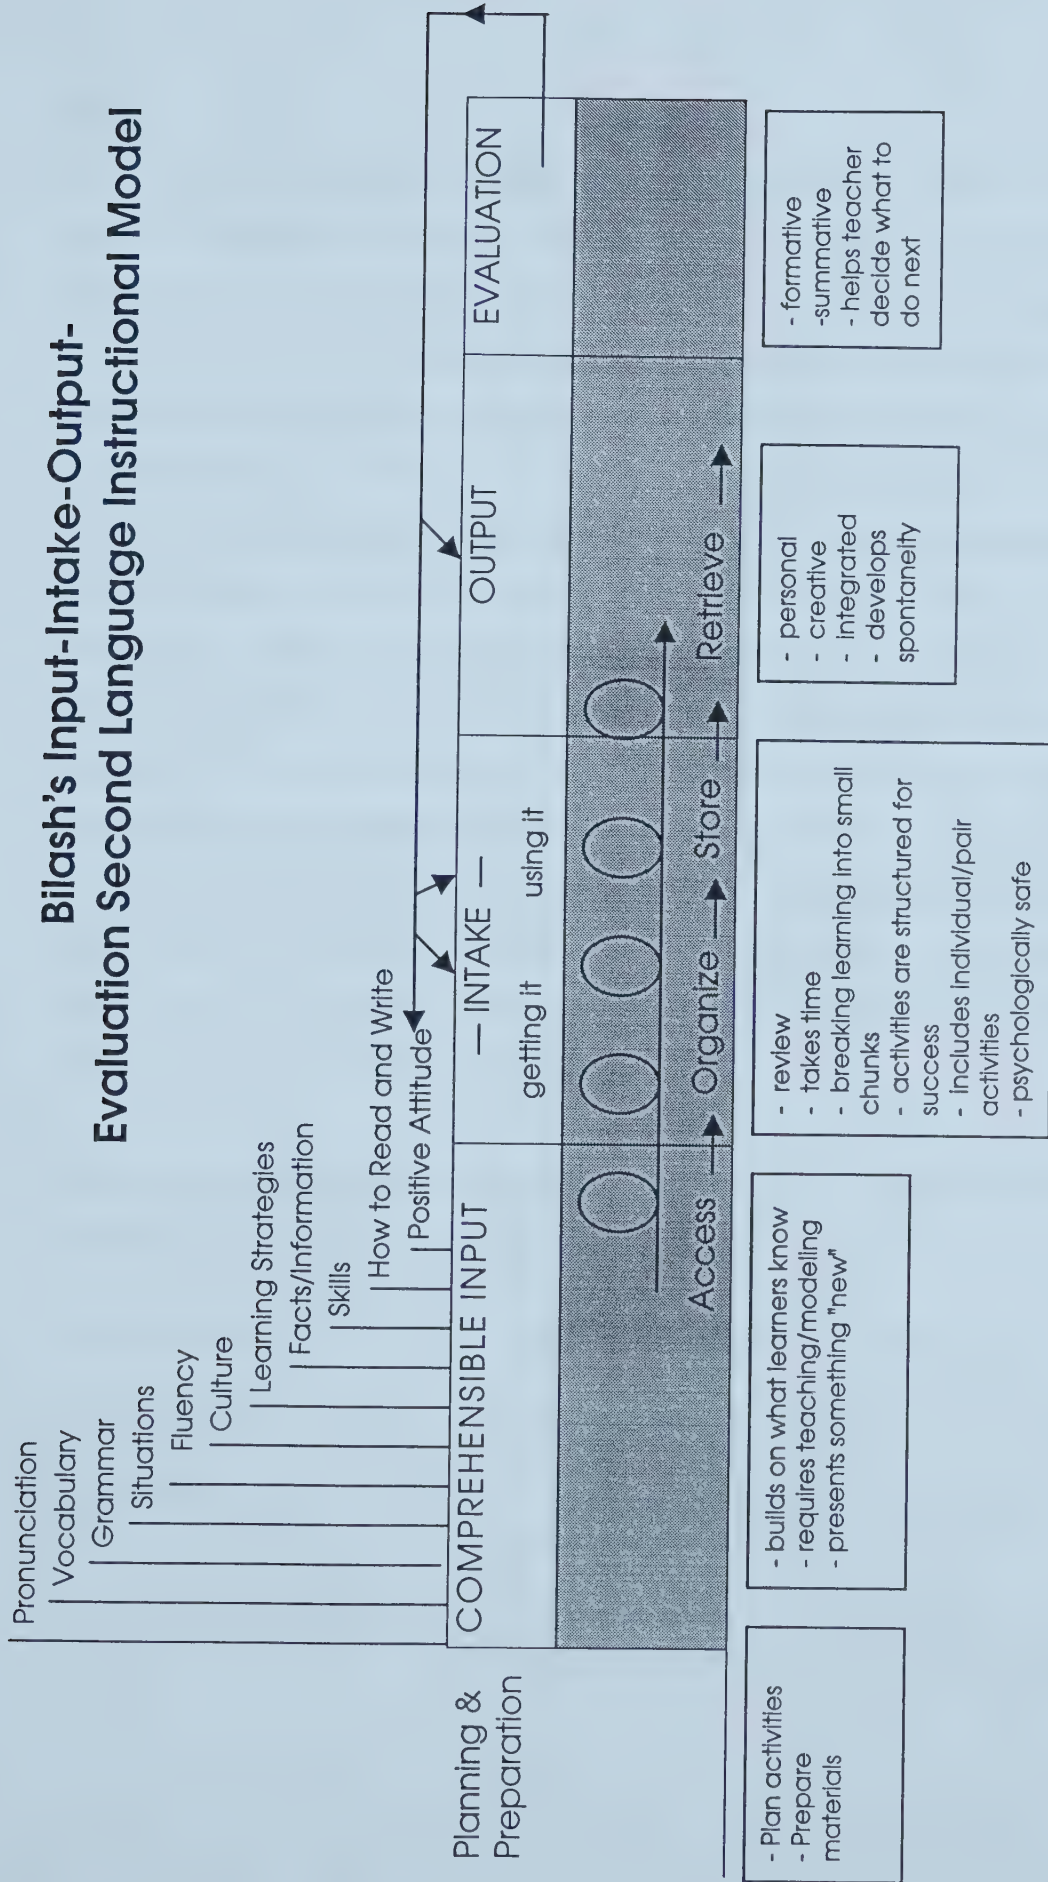 Bilash's Input-Intake-Output-
Evaluation Second Language Instructional Model
Pronunciation
Vocabulary
Grammar
Situations
Fluency
Culture
Learning Strategies
Facts/Information
Skills
How to Read and Write
Positive Attitude
Planning &
Preparation
COMPREHENSIBLE INPUT
— INTAKE —
getting it
using it
OUTPUT
EVALUATION
Access
Organize
Store
Retrieve
- Plan activities
- Prepare
materials
- builds on what learners know
- requires teaching/modeling
- presents something "new"
- review
- takes time
- breaking learning into small
chunks
- activities are structured for
success
- includes individual/pair
activities
- psychologically safe
- personal
- creative
- integrated
- develops
spontaneity
- formative
-summative
- helps teacher
decide what to
do next